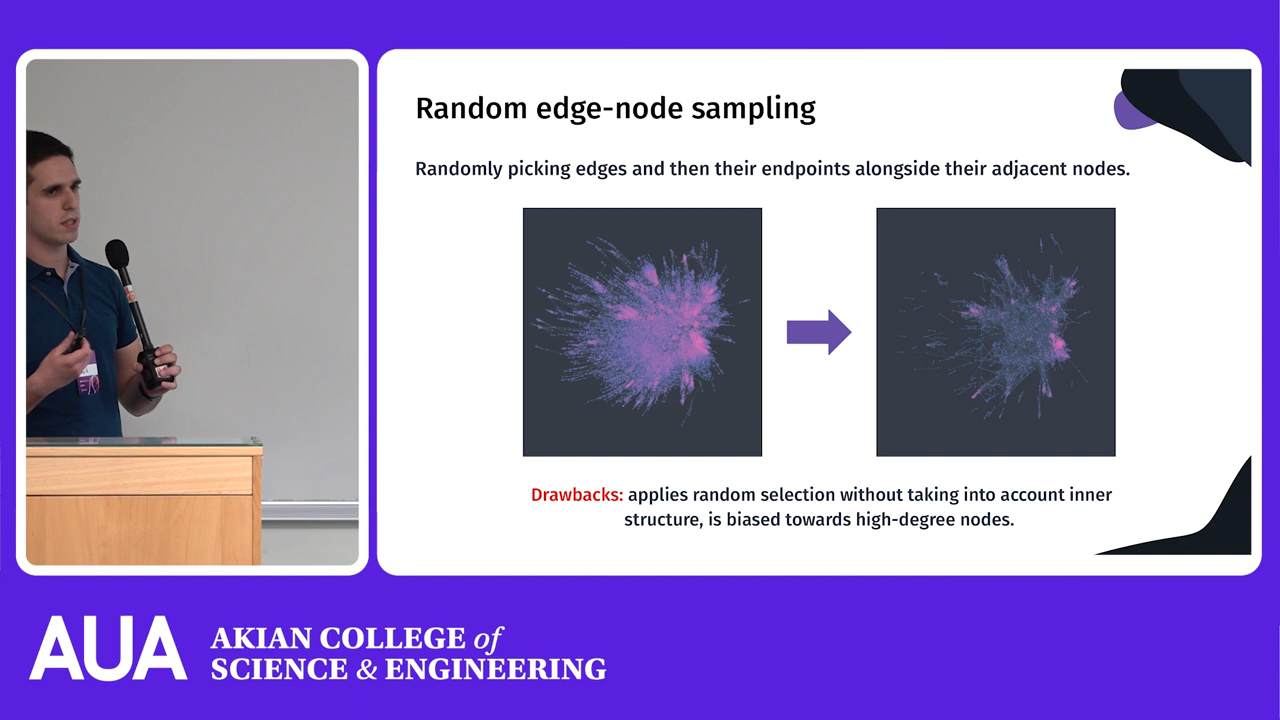 Random edge-node sampling
Randomly picking edges and then their endpoints alongside their adjacent nodes.
Drawbacks: applies random selection without taking into account inner
structure, is biased towards high-degree nodes.
AUA
AKIAN COLLEGE of
SCIENCE & ENGINEERING